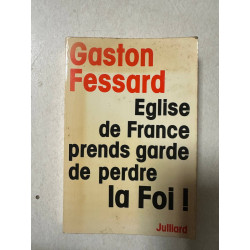 Gaston
Fessard
Eglise
de France
prends garde
de perdre
la Foi !
Julliard